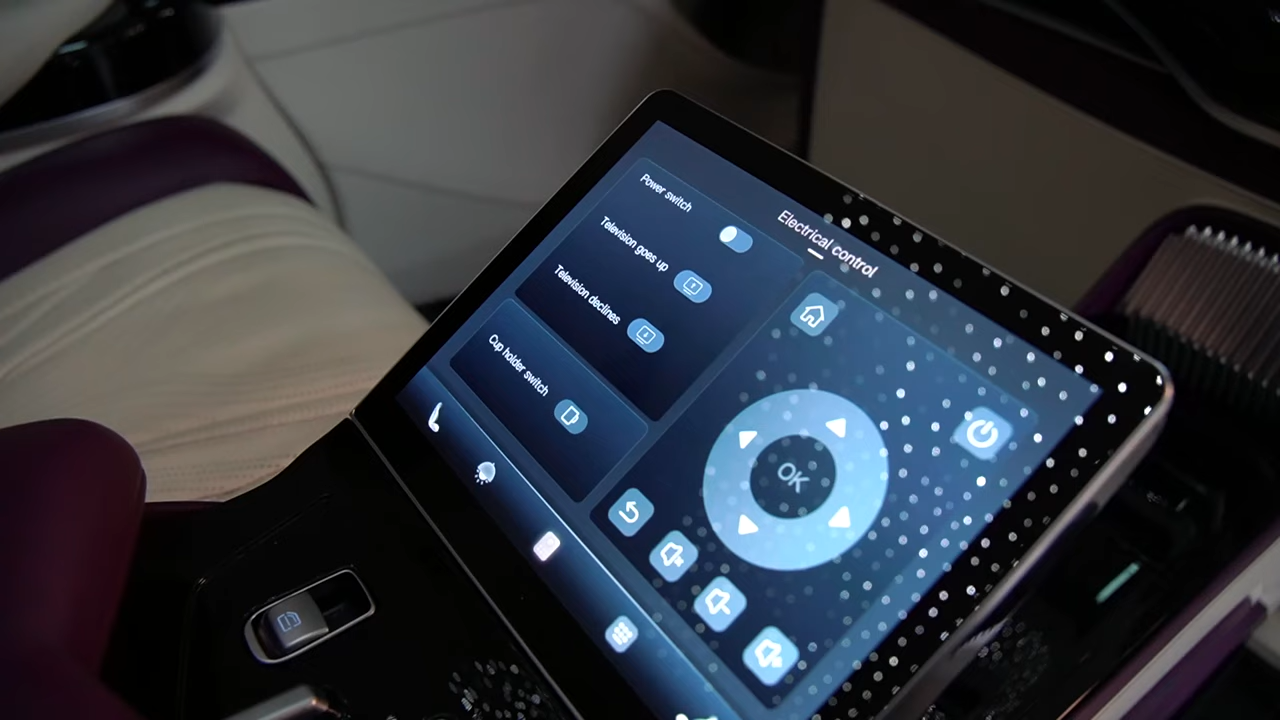 Electrical control
Power switch
Television goes up
Television declines
Cup holder switch
OK